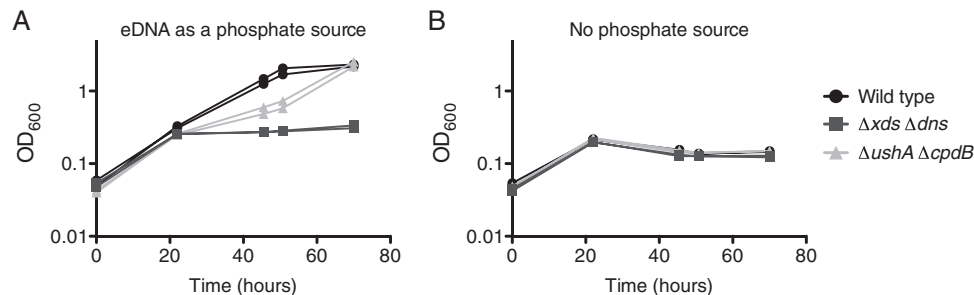 A
eDNA as a phosphate source
OD600
1
0.1
0.01
0
20
40
60
80
Time (hours)
B
No phosphate source
OD600
1
0.1
0.01
0
20
40
60
80
Time (hours)
Wild type
Δxds Δdns
ΔushA ΔcpdB